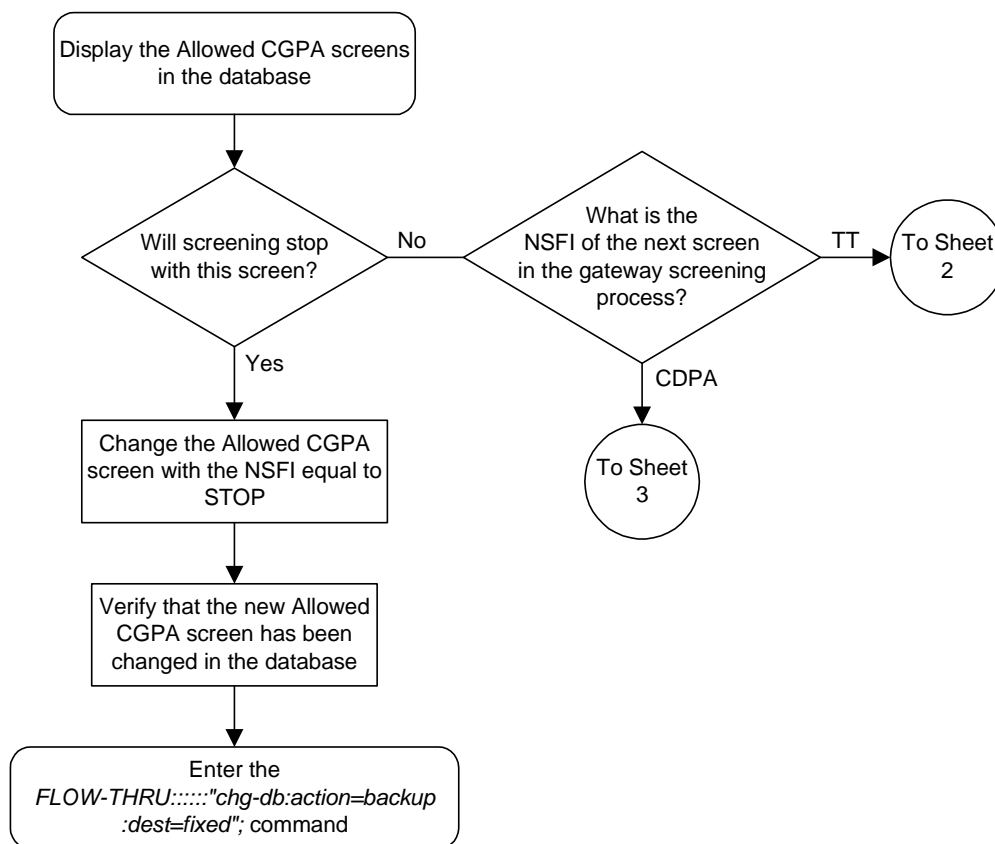 Display the Allowed CGPA screens
in the database
Will screening stop
with this screen?
No
What is the
NSFI of the next screen
in the gateway screening
process?
TT
To Sheet
2
Yes
CDPA
To Sheet
3
Change the Allowed CGPA
screen with the NSFI equal to
STOP
Verify that the new Allowed
CGPA screen has been
changed in the database
Enter the
FLOW-THRU::::::"chg-db:action=backup
:dest=fixed"; command